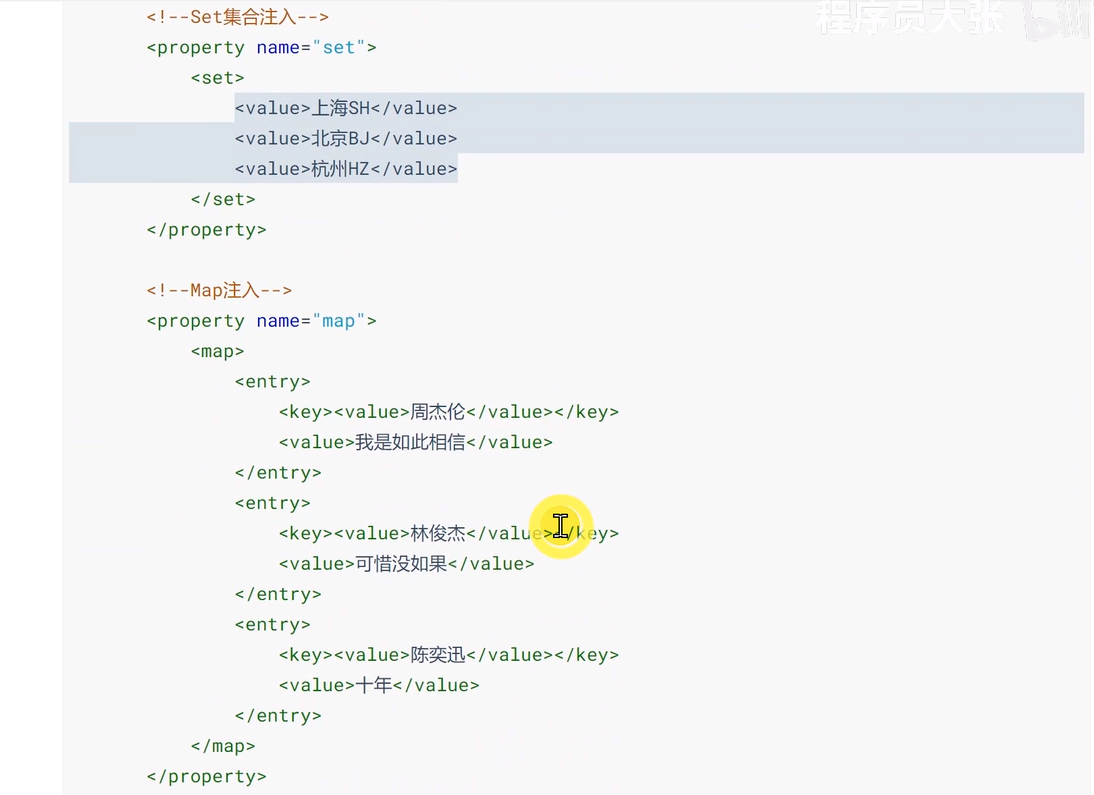 程序员大张
<!--Set集合注入-->
<property name="set">
<set>
<value>上海SH</value>
<value>北京BJ</value>
<value>杭州HZ</value>
</set>
</property>
<!--Map注入-->
<property name="map">
<map>
<entry>
<key><value>周杰伦</value></key>
<value>我是如此相信</value>
</entry>
<entry>
<key><value>林俊杰</value></key>
<value>可惜没如果</value>
</entry>
<entry>
<key><value>陈奕迅</value></key>
<value>十年</value>
</entry>
</map>
</property>